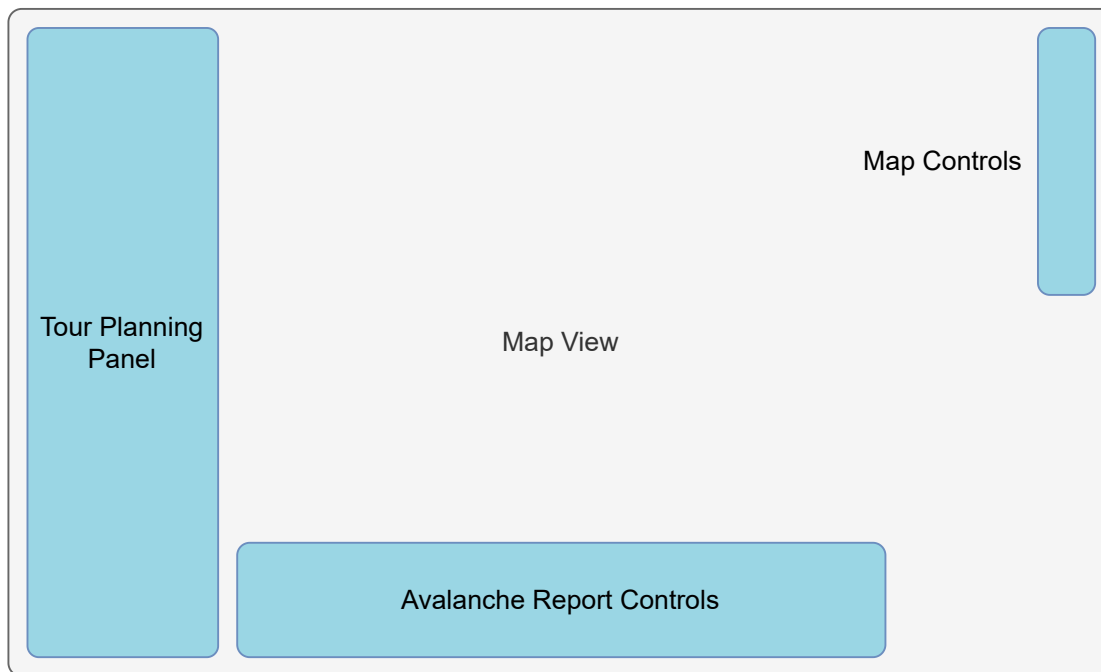 Map Controls
Tour Planning
Panel
Map View
Avalanche Report Controls